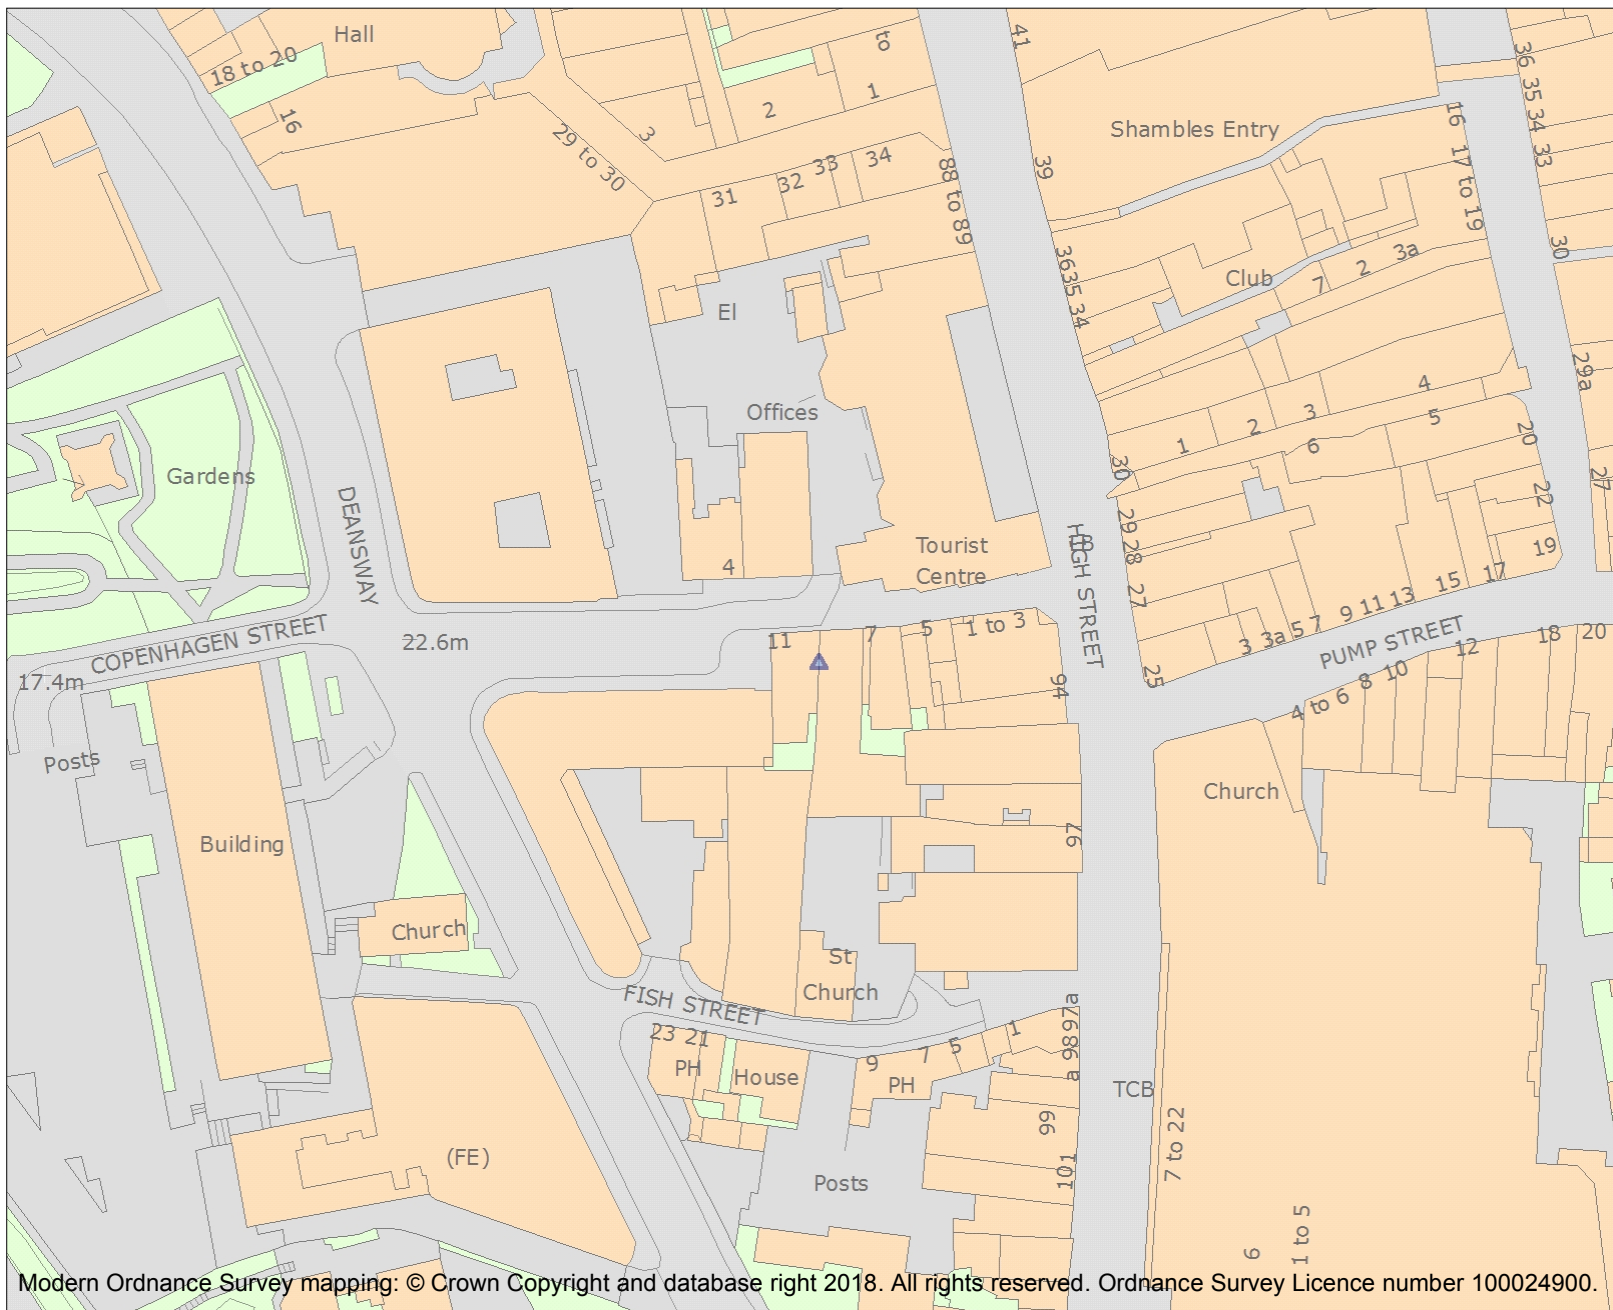 Hall
41
to
36
18 to 20
35
1
2
34
16
16
3
Shambles Entry
29 to 30
33
34
33
17 to 19
32
39
31
88 to 89
30
3a
36
35
2
Club
7
El
34
29a
4
Offices
3
5
2
20
1
6
30
Gardens
27
22
29
DEANSWAY
28
HIGH STREET
Tourist
Centre
19
17
4
15
27
13
11
9
COPENHAGEN STREET
1 to 3
7
5
PUMP STREET
5
7
3a
18
20
22.6m
11
3
12
10
17.4m
94
25
8
4 to 6
Posts
Church
97
Building
Church
St
Church
FISH STREET
97a
98
1
23
21
5
7
9
PH
House
PH
a
TCB
99
7 to 22
(FE)
101
Posts
1 to 5
6
Modern Ordnance Survey mapping: © Crown Copyright and database right 2018. All rights reserved. Ordnance Survey Licence number 100024900.